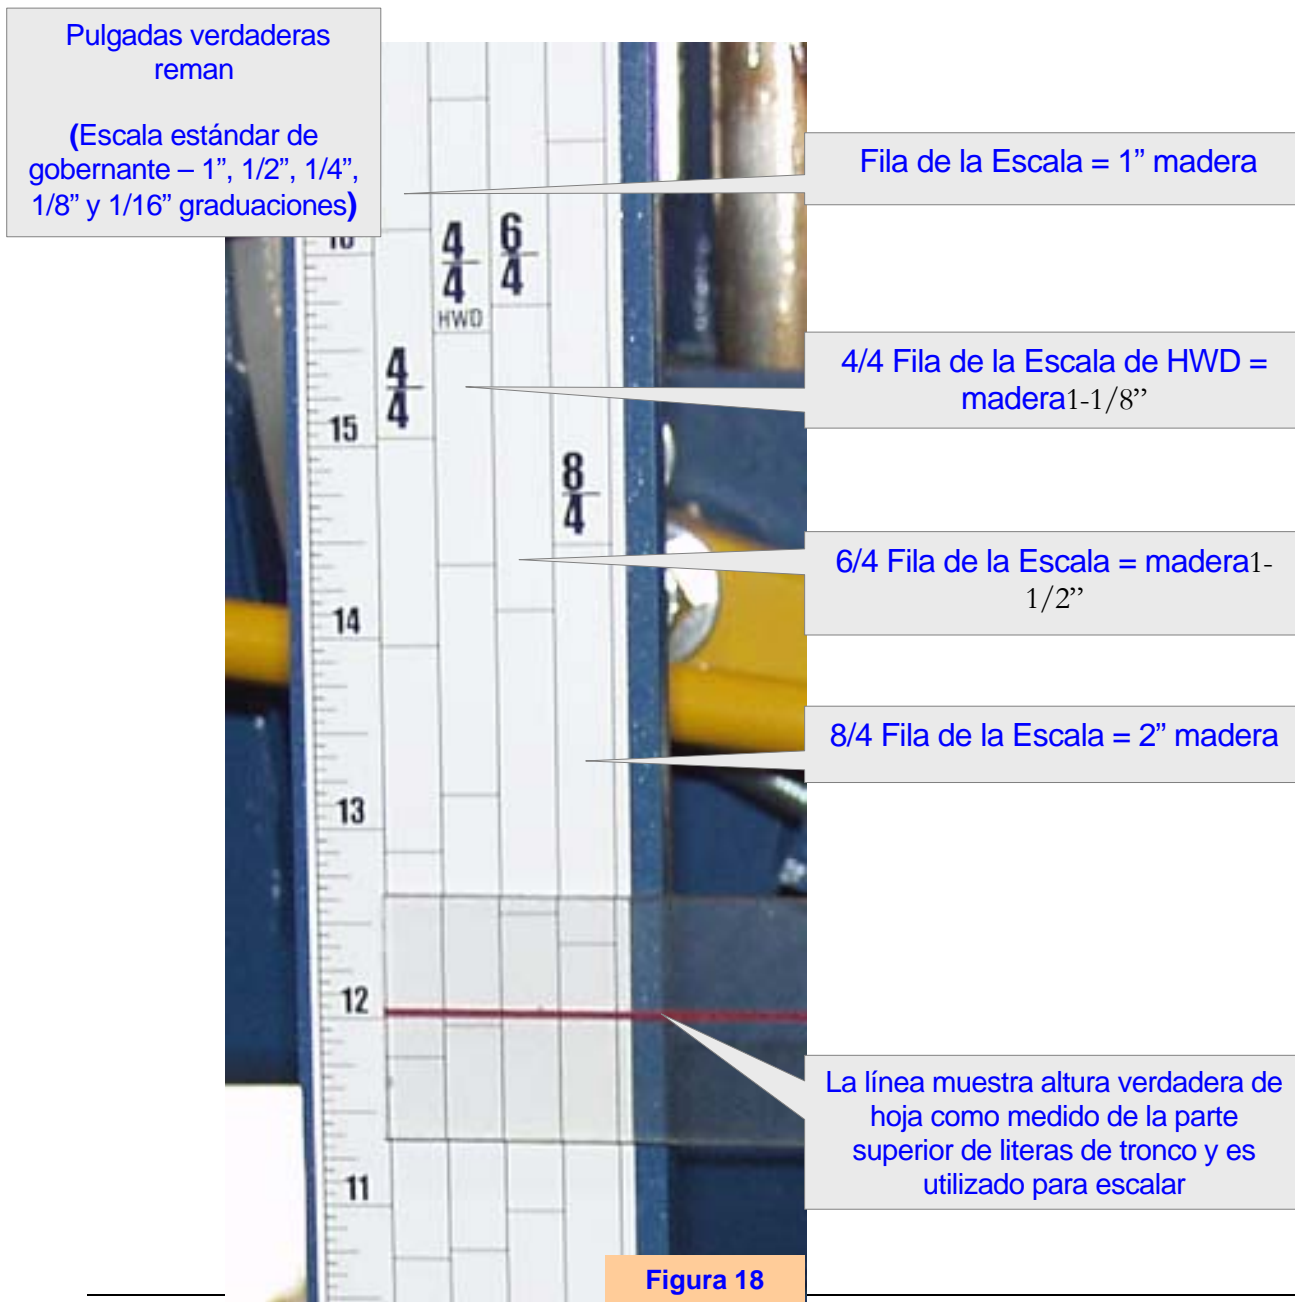 Pulgadas verdaderas
reman
(Escala estándar de
gobernante – 1”, 1/2”, 1/4”,
1/8” y 1/16” graduaciones)
Fila de la Escala = 1” madera
4/4 Fila de la Escala de HWD =
madera1-1/8”
6/4 Fila de la Escala = madera1-
1/2”
8/4 Fila de la Escala = 2” madera
La línea muestra altura verdadera de
hoja como medido de la parte
superior de literas de tronco y es
utilizado para escalar
4/4
HWD
6/4
4/4
8/4
15
14
13
12
11
Figura 18